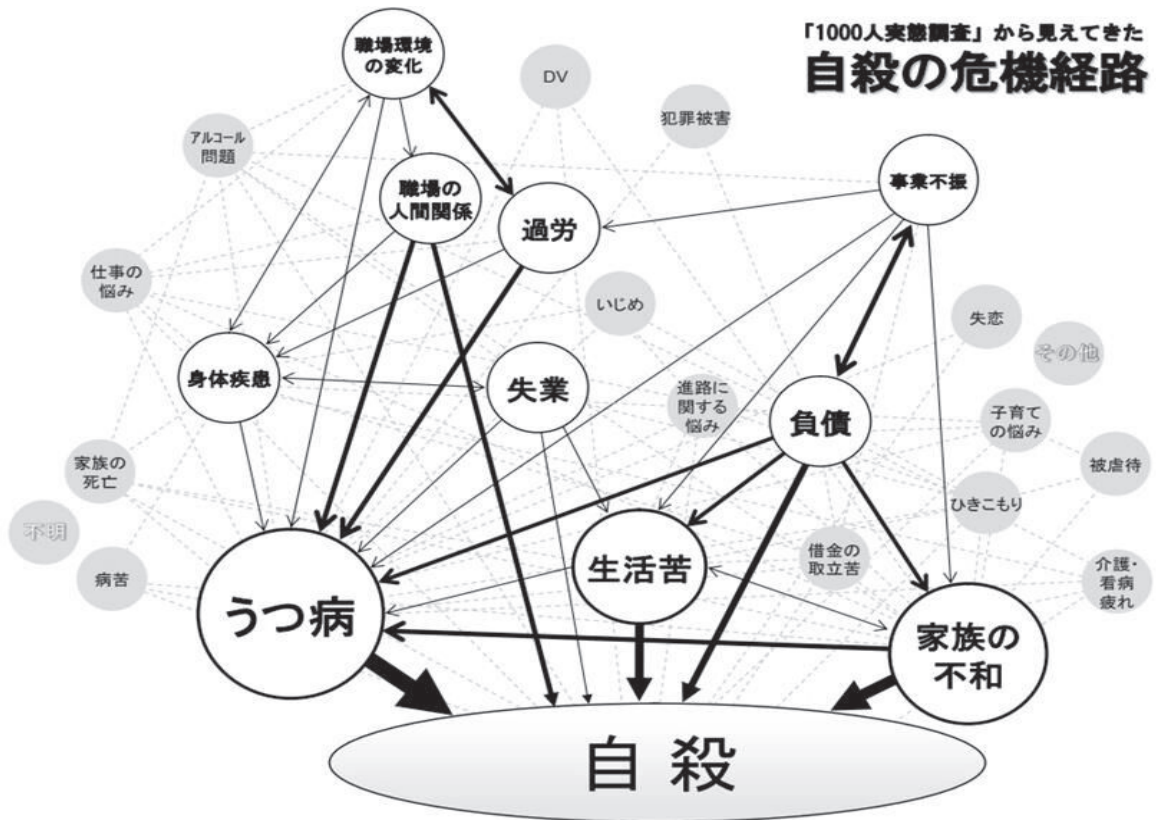 「1000人実態調査」から見えてきた
自殺の危機経路
職場環境
の変化
DV
犯罪被害
アルコール
問題
職場の
人間関係
過労
事業不振
仕事の
悩み
いじめ
失恋
その他
身体疾患
失業
進路に
関する
悩み
負債
子育て
の悩み
家族の
死亡
被虐待
ひきこもり
不明
病苦
うつ病
生活苦
借金の
取立苦
介護・
看病
疲れ
家族の
不和
自殺